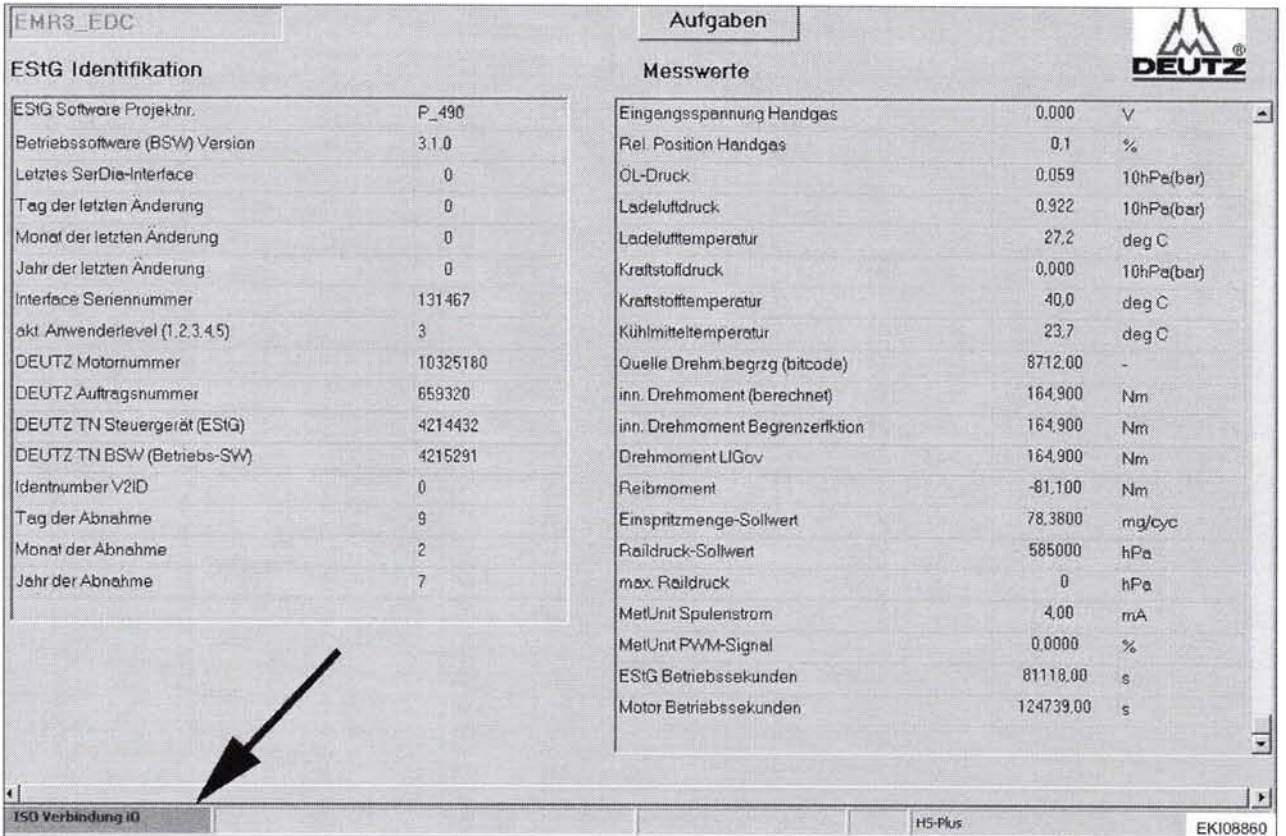 EMR3_EDC
Aufgaben
DEUTZ ®
EStG Identifikation
EStG Software Projektnr. P_490
Betriebssoftware (BSW) Version 3.1.0
Letztes SerDia-Interface 0
Tag der letzten Änderung 0
Monat der letzten Änderung 0
Jahr der letzten Änderung 0
Interface Seriennummer 131467
akt. Anwenderlevel (1,2,3,4,5) 3
DEUTZ Motornummer 10325180
DEUTZ Auftragsnummer 659320
DEUTZ TN Steuergerät (EStG) 4214432
DEUTZ TN BSW (Betriebs-SW) 4215291
Identnumber V2ID 0
Tag der Abnahme 9
Monat der Abnahme 2
Jahr der Abnahme 7
Messwerte
Eingangsspannung Handgas 0,000 V
Rel. Position Handgas 0,1 %
ÖL-Druck 0,059 10hPa(bar)
Ladeluftdruck 0,922 10hPa(bar)
Ladelufttemperatur 27,2 deg C
Kraftstoffdruck 0,000 10hPa(bar)
Kraftstofftemperatur 40,0 deg C
Kühlmitteltemperatur 23,7 deg C
Quelle Drehm.begrzg (bitcode) 8712,00 -
inn. Drehmoment (berechnet) 164,900 Nm
inn. Drehmoment Begrenzerfktion 164,900 Nm
Drehmoment LIGov 164,900 Nm
Reibmoment -81,100 Nm
Einspritzmenge-Sollwert 78,3800 mg/cyc
Raildruck-Sollwert 585000 hPa
max. Raildruck 0 hPa
MetUnit Spulenstrom 4,00 mA
MetUnit PWM-Signal 0,0000 %
EStG Betriebssekunden 81118,00 s
Motor Betriebssekunden 124739,00 s
ISO Verbindung iO
HS-Plus
EKI08860